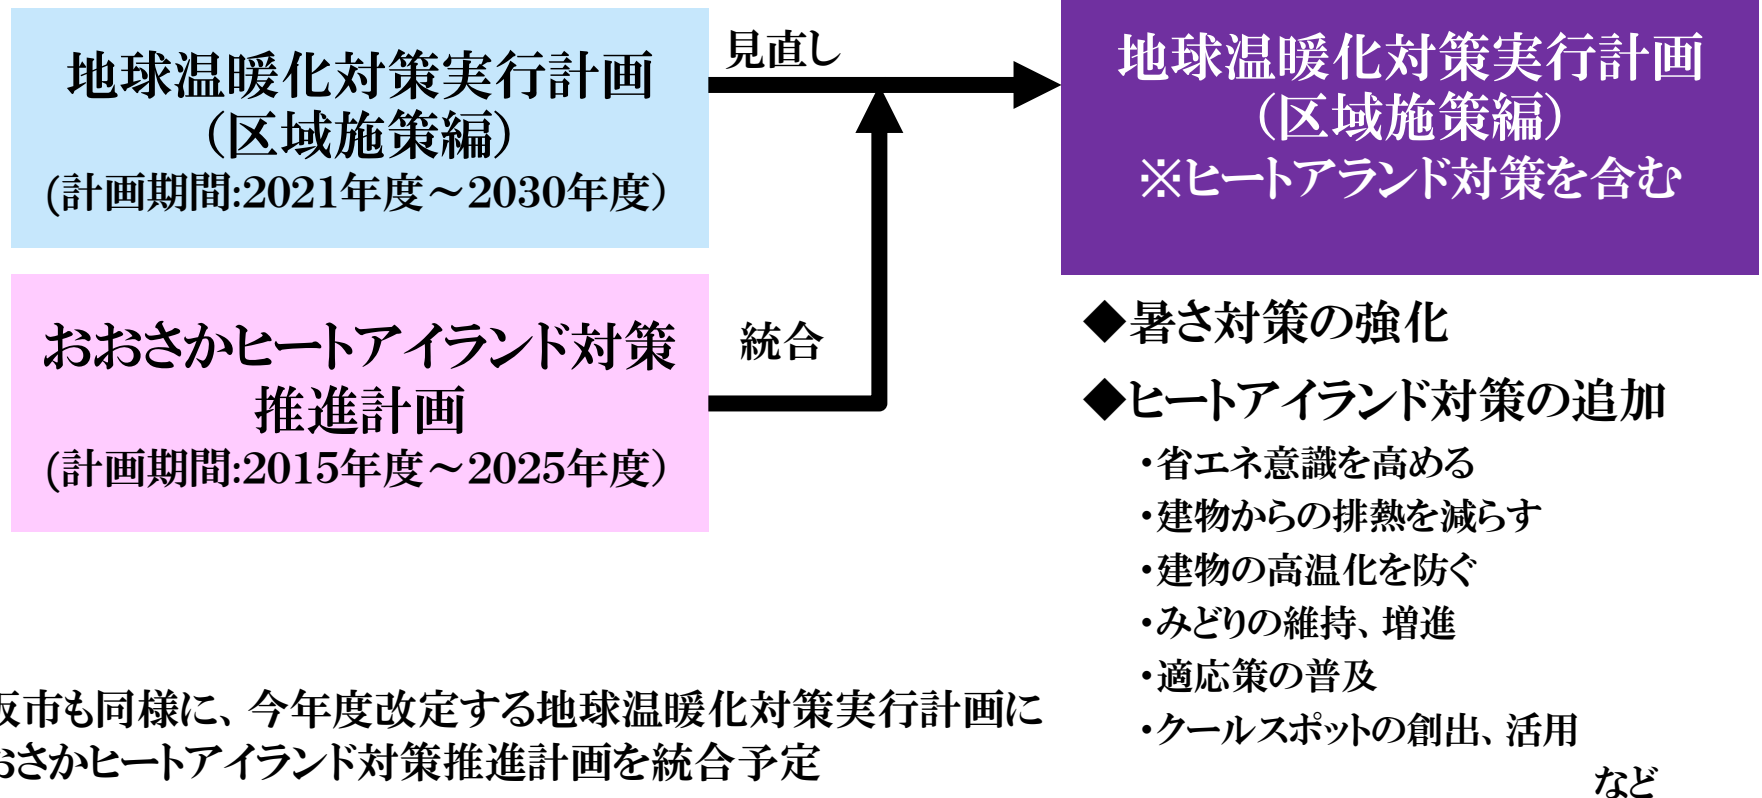 地球温暖化対策実行計画
（区域施策編）
(計画期間:2021年度～2030年度）
見直し
地球温暖化対策実行計画
（区域施策編）
※ヒートアランド対策を含む
おおさかヒートアイランド対策
推進計画
(計画期間:2015年度～2025年度）
統合
◆暑さ対策の強化
◆ヒートアイランド対策の追加
・省エネ意識を高める
・建物からの排熱を減らす
・建物の高温化を防ぐ
・みどりの維持、増進
・適応策の普及
・クールスポットの創出、活用
など
阪市も同様に、今年度改定する地球温暖化対策実行計画に
おさかヒートアイランド対策推進計画を統合予定